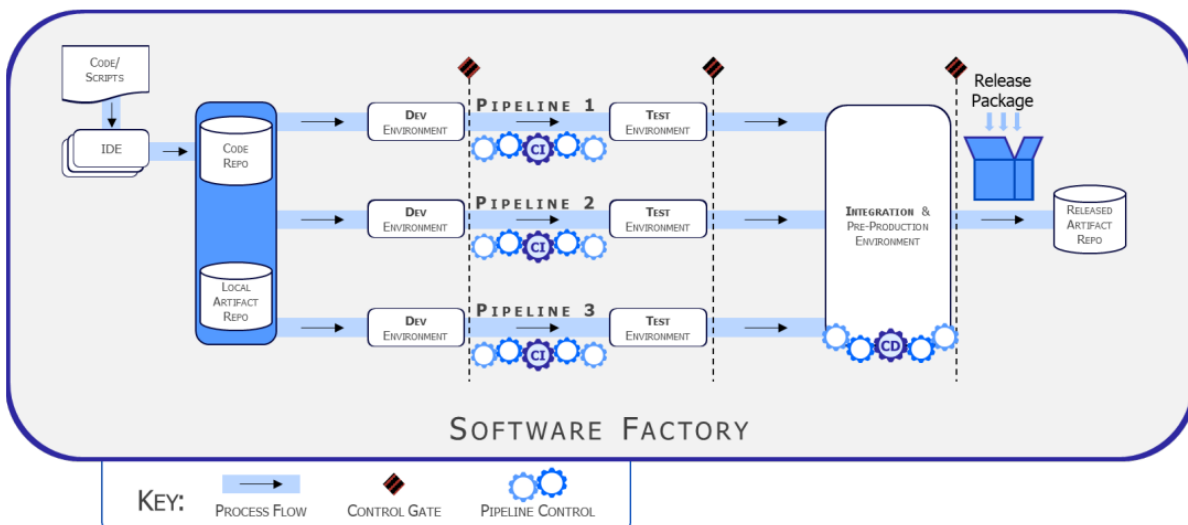 CODE/
SCRIPTS
IDE
CODE
REPO
LOCAL
ARTIFACT
REPO
DEV
ENVIRONMENT
PIPELINE 1
CI
TEST
ENVIRONMENT
DEV
ENVIRONMENT
PIPELINE 2
CI
TEST
ENVIRONMENT
DEV
ENVIRONMENT
PIPELINE 3
CI
TEST
ENVIRONMENT
INTEGRATION &
PRE-PRODUCTION
ENVIRONMENT
CD
Release
Package
RELEASED
ARTIFACT
REPO
SOFTWARE FACTORY
KEY:
PROCESS FLOW
CONTROL GATE
PIPELINE CONTROL